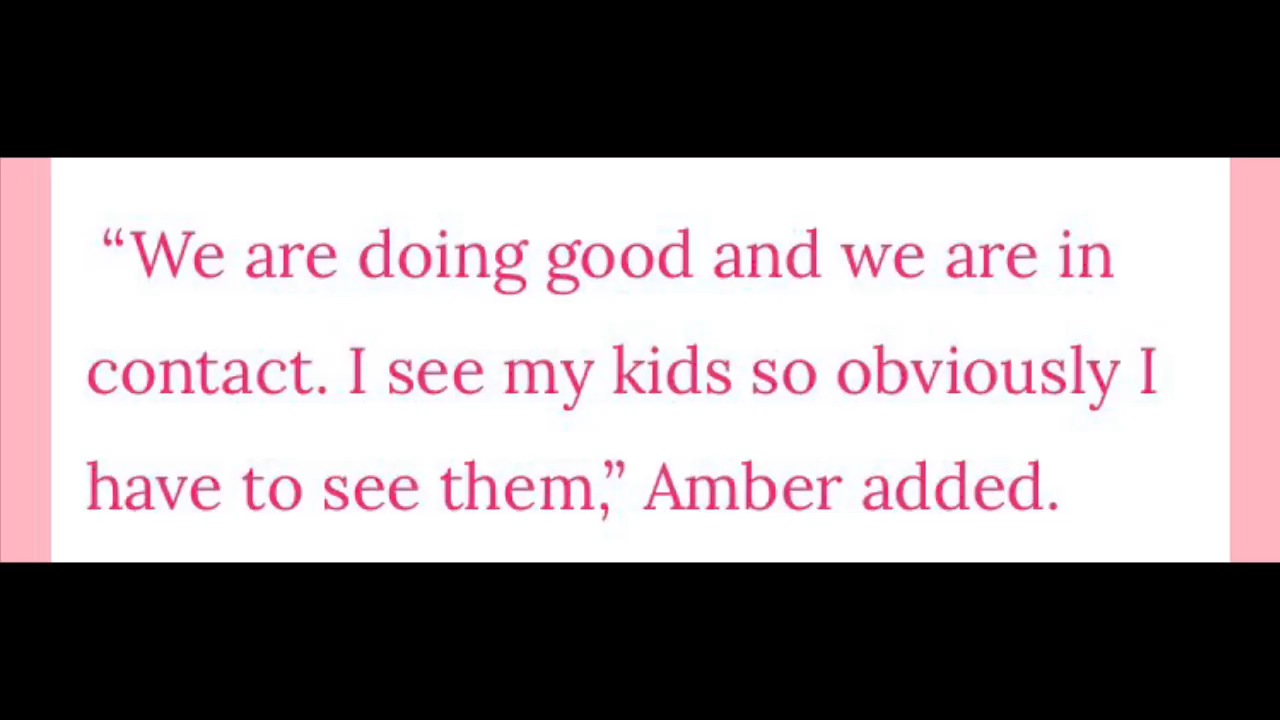 “We are doing good and we are in
contact. I see my kids so obviously I
have to see them,” Amber added.